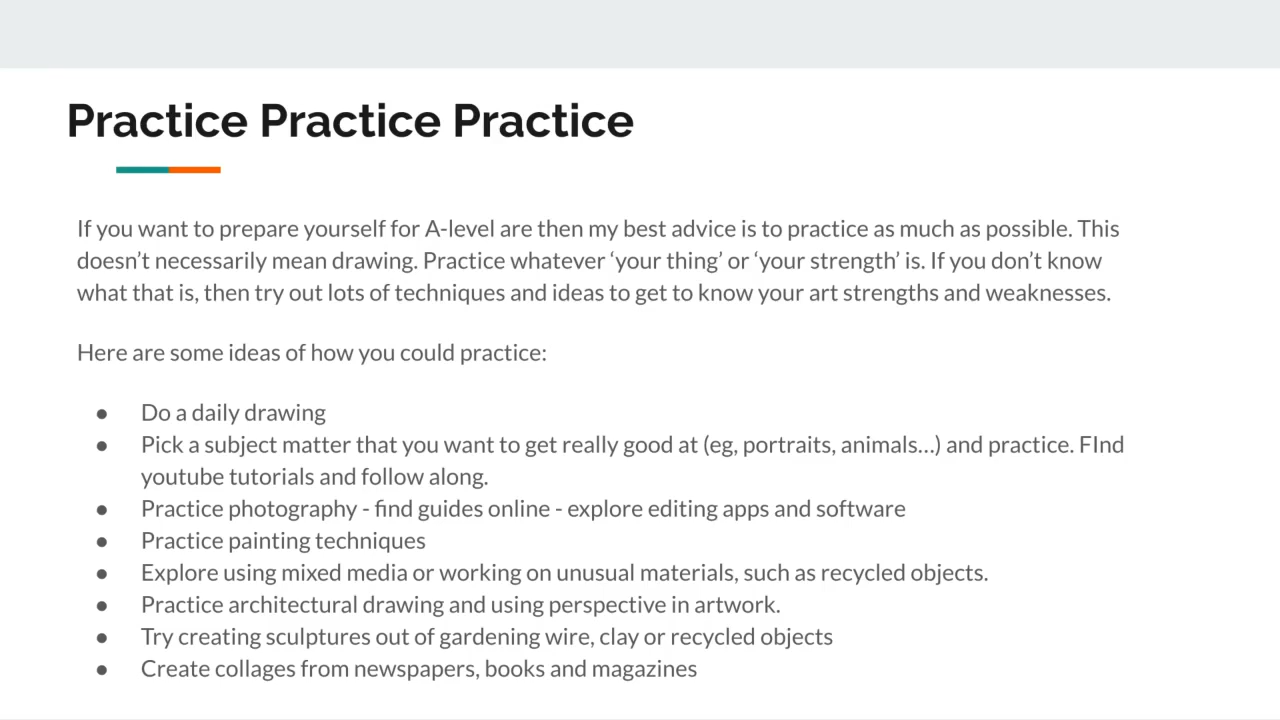 Practice Practice Practice
If you want to prepare yourself for A-level are then my best advice is to practice as much as possible. This
doesn’t necessarily mean drawing. Practice whatever ‘your thing’ or ‘your strength’ is. If you don’t know
what that is, then try out lots of techniques and ideas to get to know your art strengths and weaknesses.
Here are some ideas of how you could practice:
● Do a daily drawing
● Pick a subject matter that you want to get really good at (eg, portraits, animals...) and practice. FInd
youtube tutorials and follow along.
● Practice photography - find guides online - explore editing apps and software
● Practice painting techniques
● Explore using mixed media or working on unusual materials, such as recycled objects.
● Practice architectural drawing and using perspective in artwork.
● Try creating sculptures out of gardening wire, clay or recycled objects
● Create collages from newspapers, books and magazines